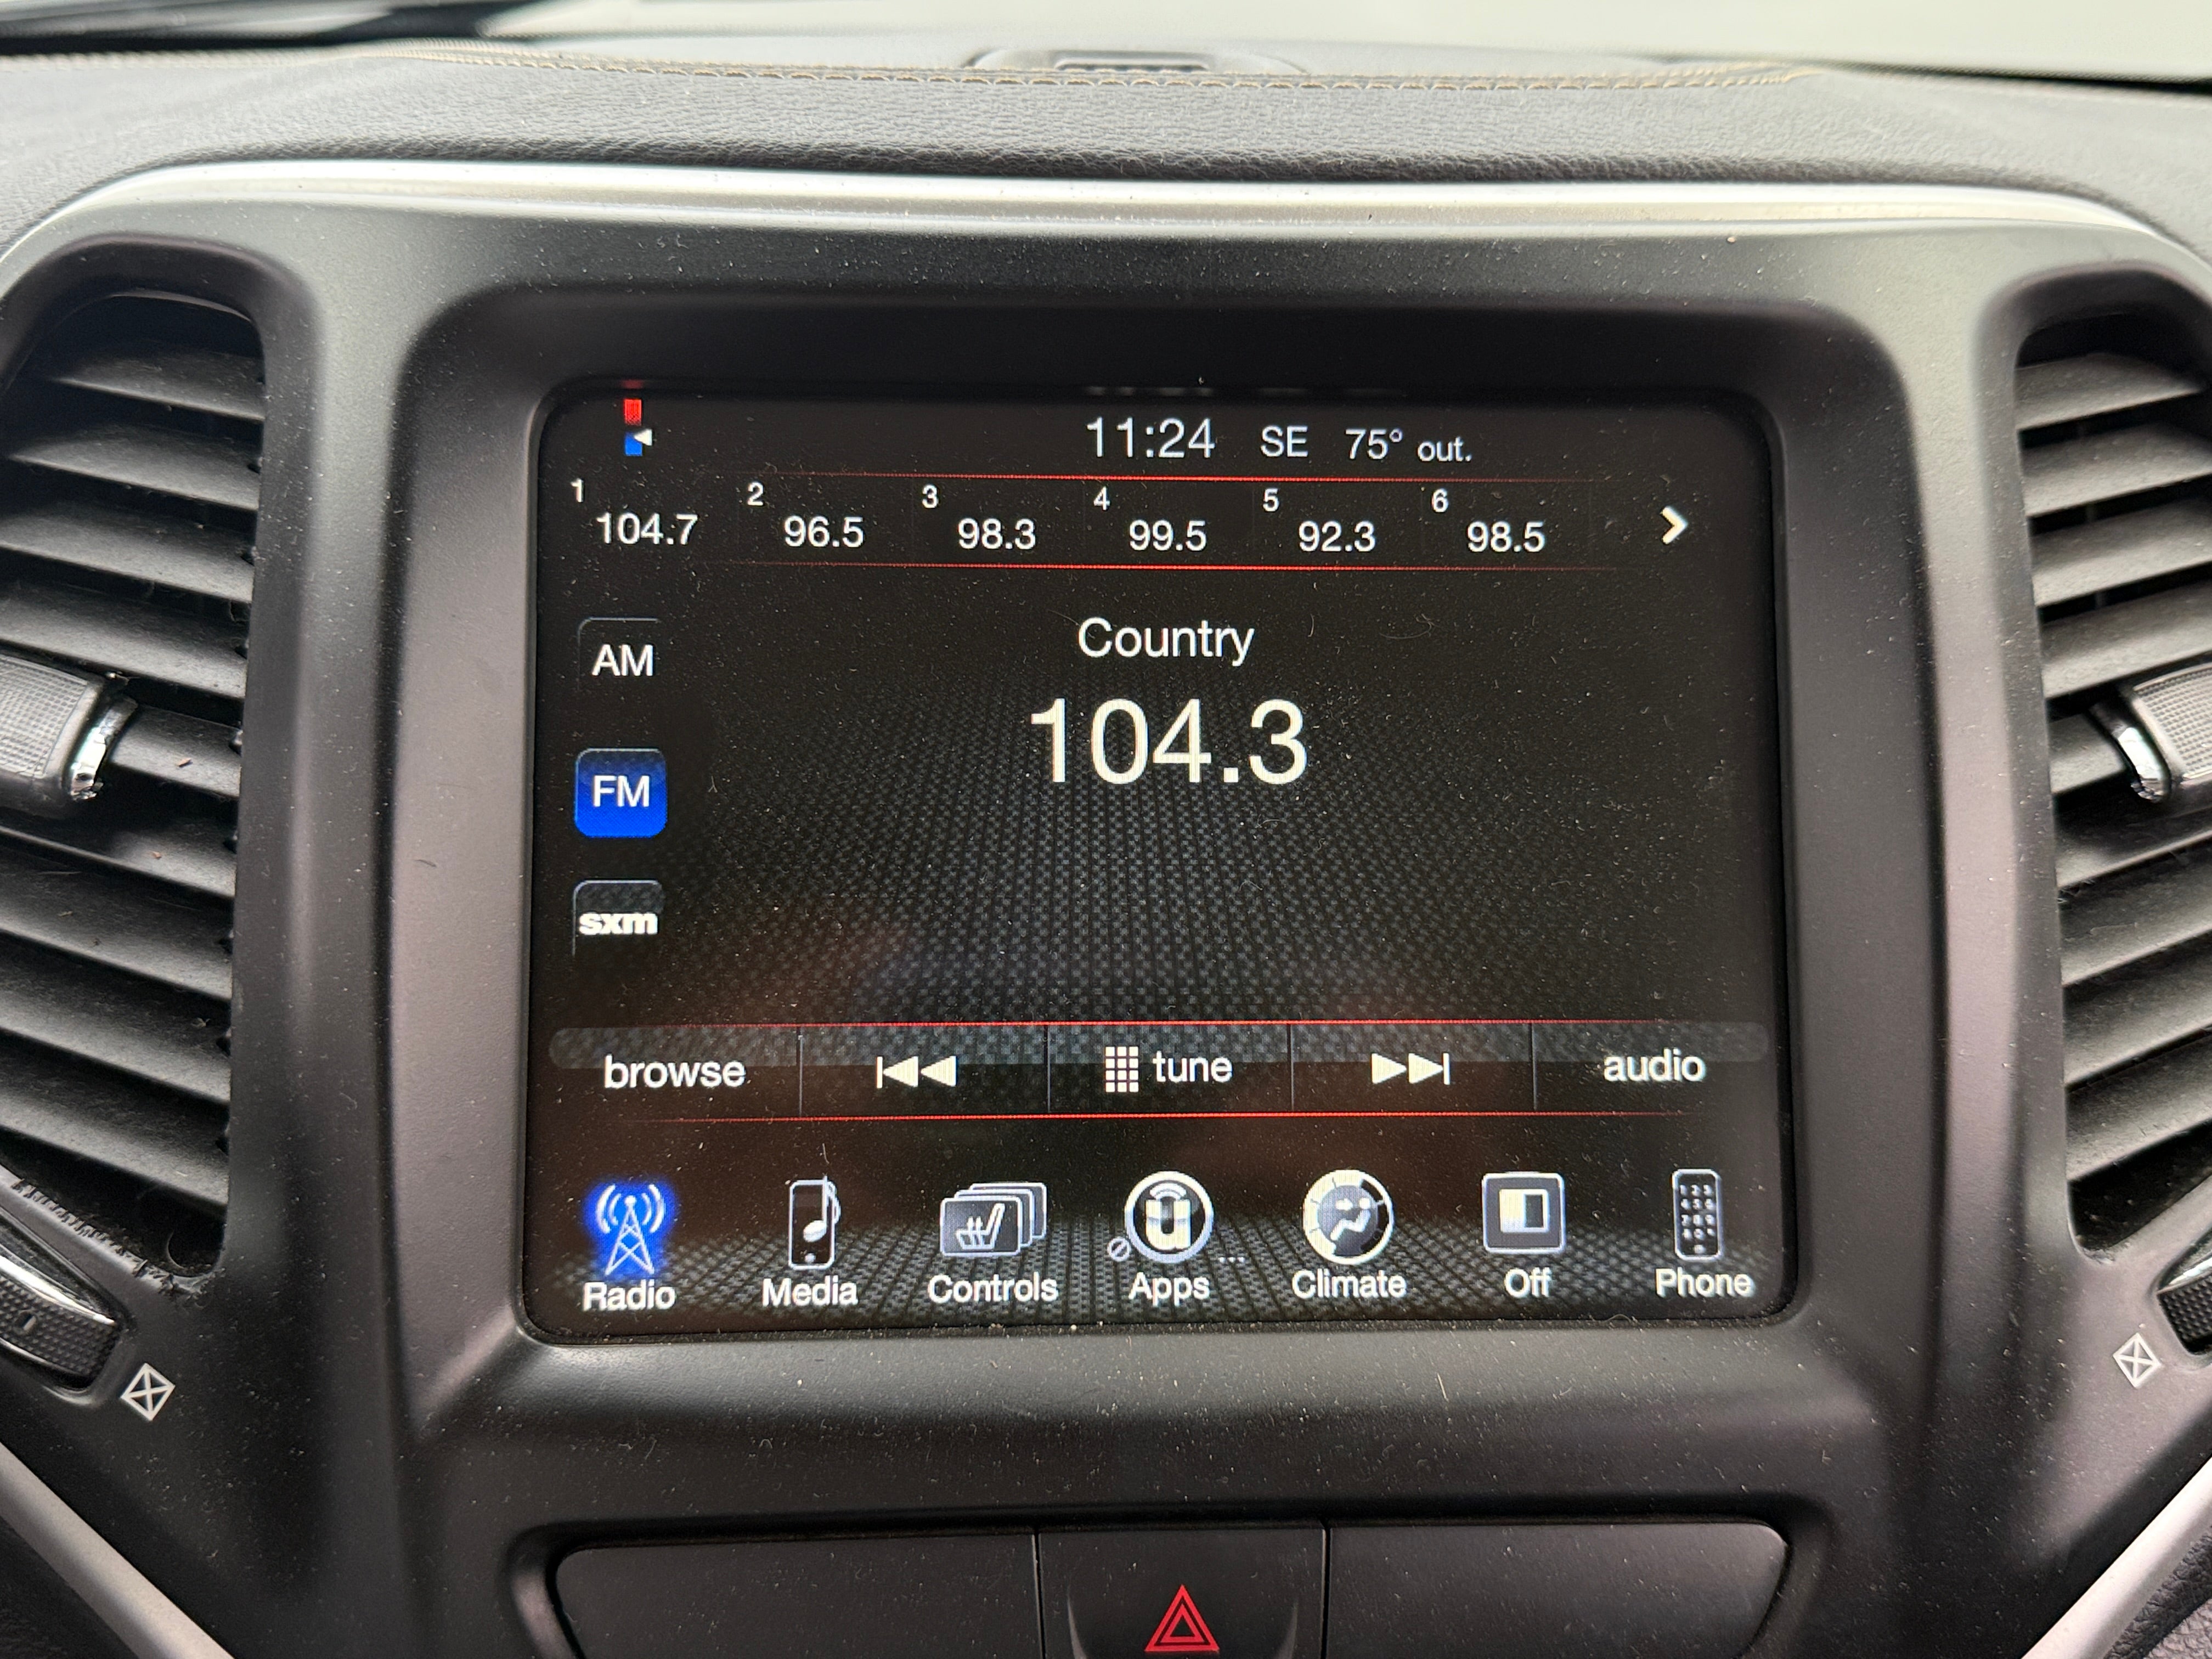 11:24 SE 75° out.
1 104.7 2 96.5 3 98.3 4 99.5 5 92.3 6 98.5
Country
AM
104.3
FM
sxm
browse tune audio
Radio Media Controls Apps Climate Off Phone